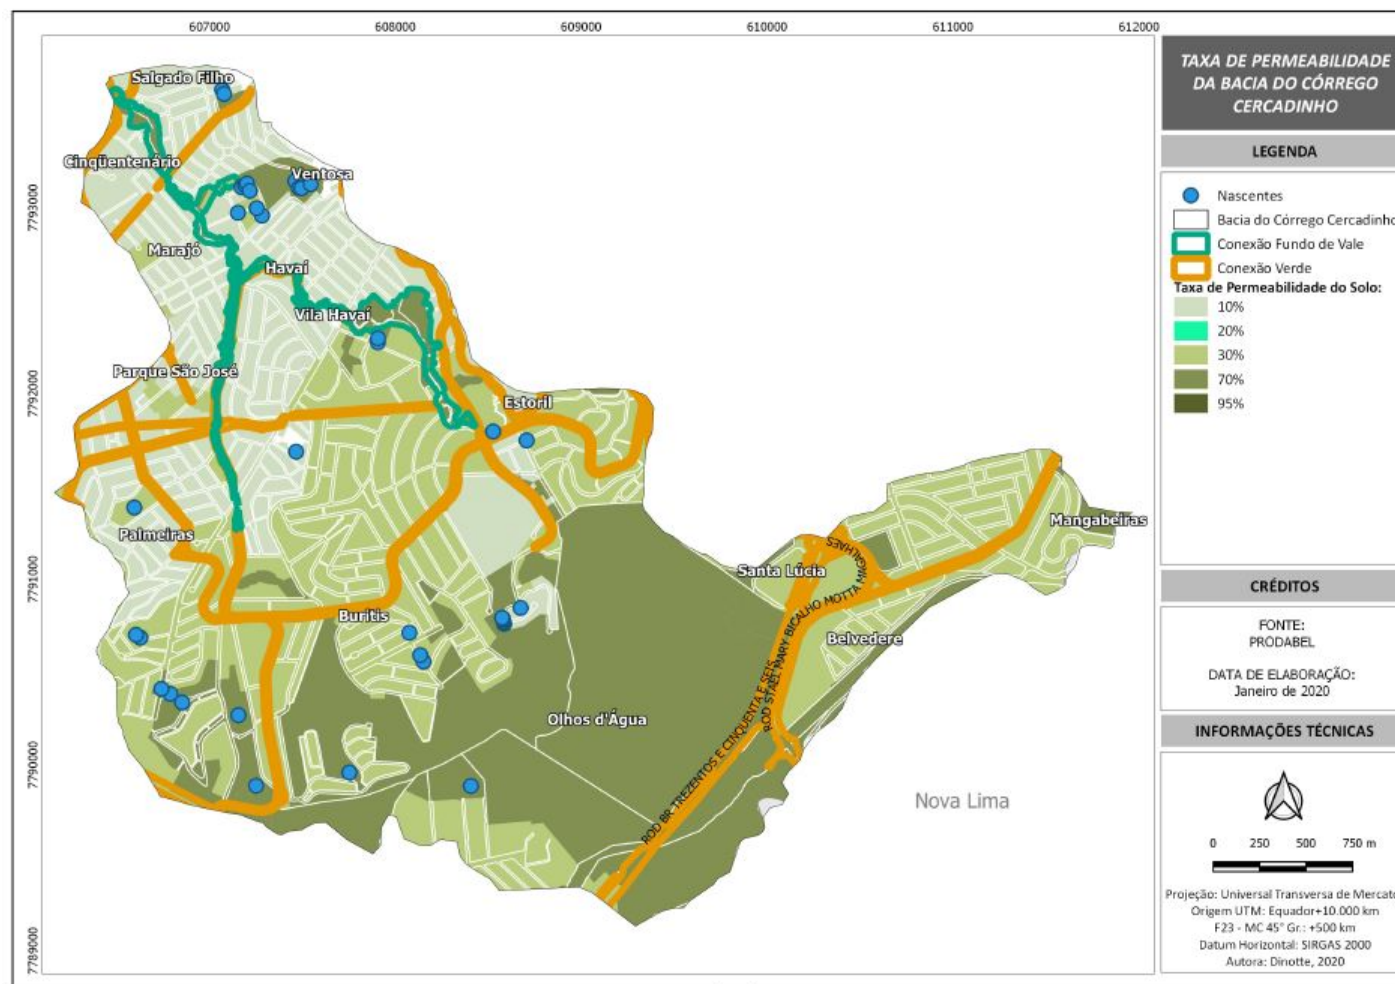 607000 608000 609000 610000 611000 612000
7793000
7792000
7791000
7790000
7789000
Salgado Filho
Cinqüentenário
Ventosa
Marajó
Havaí
Vila Havaí
Parque São José
Estoril
Palmeiras
Mangabeiras
Santa Lúcia
MAGALHAES
ROD STAEL MARY BICALHO MOTTA
Buritis
Belvedere
Olhos d'Água
ROD BR TREZENTOS E CINQUENTA E SEIS
Nova Lima
TAXA DE PERMEABILIDADE
DA BACIA DO CÓRREGO
CERCADINHO
LEGENDA
Nascentes
Bacia do Córrego Cercadinho
Conexão Fundo de Vale
Conexão Verde
Taxa de Permeabilidade do Solo:
10%
20%
30%
70%
95%
CRÉDITOS
FONTE:
PRODABEL
DATA DE ELABORAÇÃO:
Janeiro de 2020
INFORMAÇÕES TÉCNICAS
0 250 500 750 m
Projeção: Universal Transversa de Mercato
Origem UTM: Equador+10.000 km
F23 - MC 45° Gr.: +500 km
Datum Horizontal: SIRGAS 2000
Autora: Dinotte, 2020